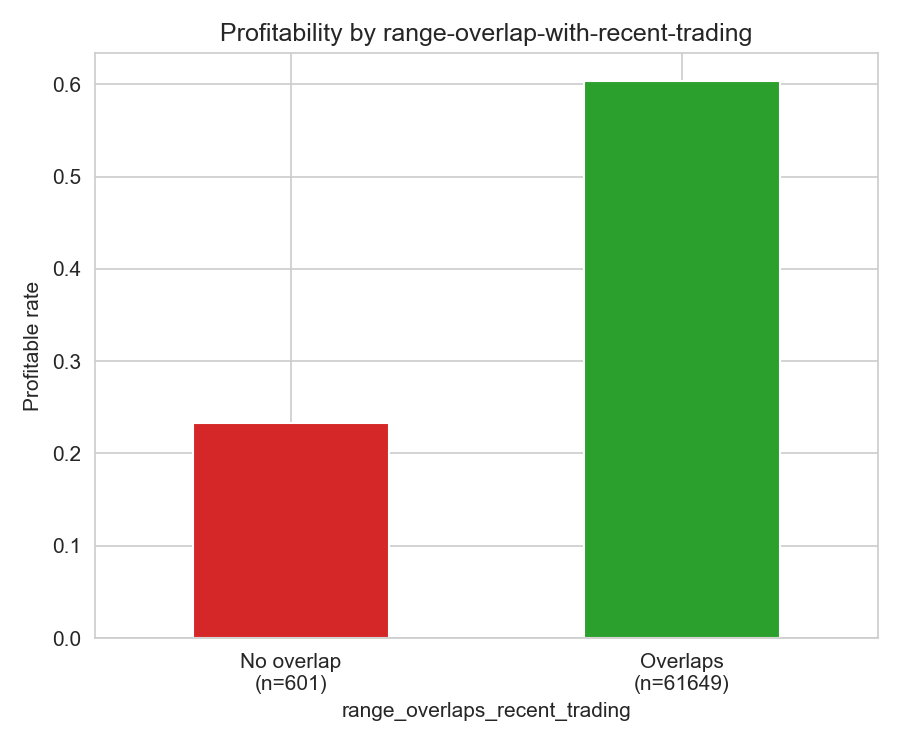 Profitability by range-overlap-with-recent-trading
Profitable rate
0.6
0.5
0.4
0.3
0.2
0.1
0.0
No overlap
(n=601)
Overlaps
(n=61649)
range_overlaps_recent_trading